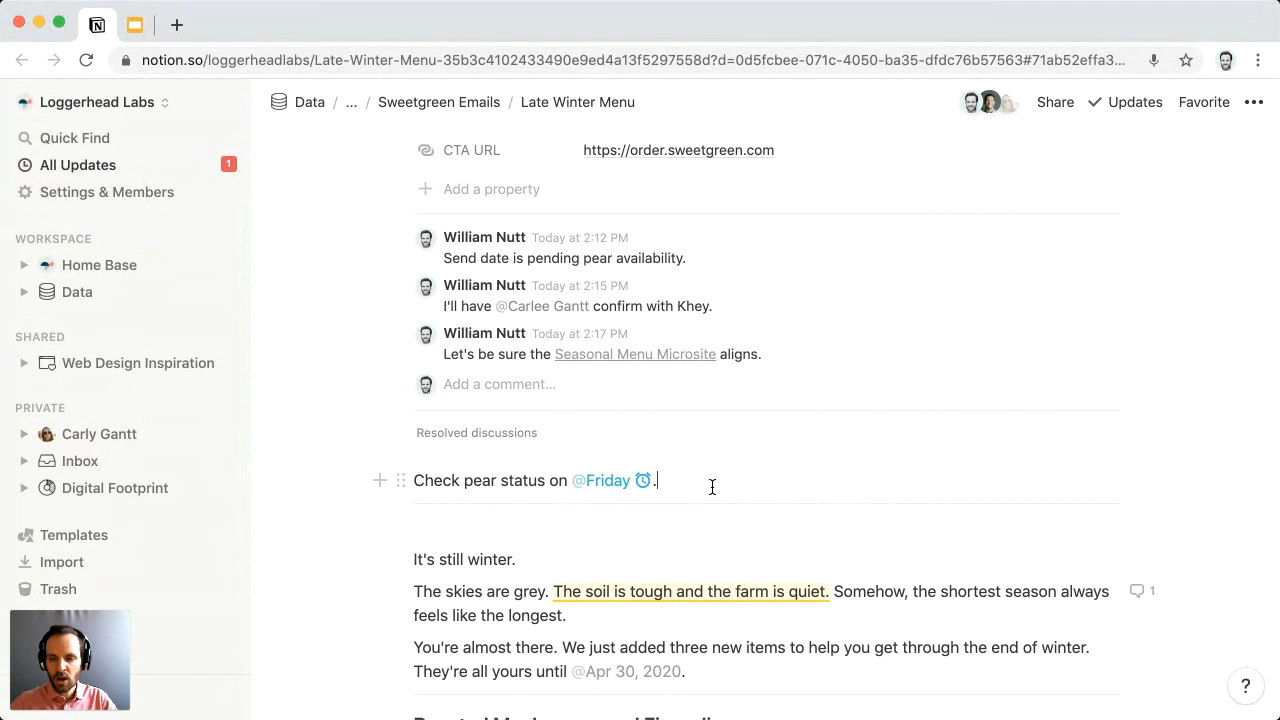 notion.so/loggerheadlabs/Late-Winter-Menu-35b3c4102433490e9ed4a13f5297558d?d=0d5fcbee-071c-4050-ba35-dfdc76b57563#71ab52effa3...
Loggerhead Labs
Data / ... / Sweetgreen Emails / Late Winter Menu
Share Updates Favorite
Quick Find
All Updates 1
Settings & Members
WORKSPACE
Home Base
Data
SHARED
Web Design Inspiration
PRIVATE
Carly Gantt
Inbox
Digital Footprint
Templates
Import
Trash
CTA URL https://order.sweetgreen.com
Add a property
William Nutt Today at 2:12 PM
Send date is pending pear availability.
William Nutt Today at 2:15 PM
I'll have @Carlee Gantt confirm with Khey.
William Nutt Today at 2:17 PM
Let's be sure the Seasonal Menu Microsite aligns.
Add a comment...
Resolved discussions
Check pear status on @Friday .
It's still winter.
The skies are grey. The soil is tough and the farm is quiet. Somehow, the shortest season always 1
feels like the longest.
You're almost there. We just added three new items to help you get through the end of winter.
They're all yours until @Apr 30, 2020.
?